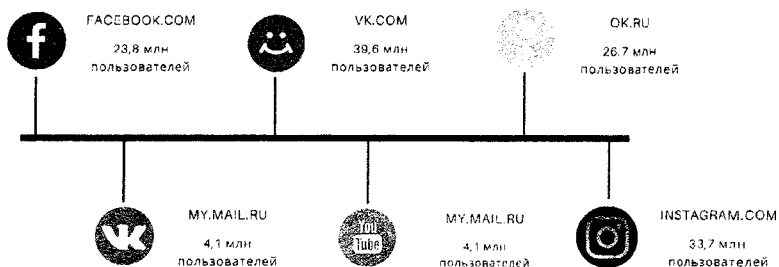 FACEBOOK.COM
23,8 млн
пользователей
VK.COM
39,6 млн
пользователей
OK.RU
26,7 млн
пользователей
MY.MAIL.RU
4,1 млн
пользователей
You
Tube
MY.MAIL.RU
4,1 млн
пользователей
INSTAGRAM.COM
33,7 млн
пользователей